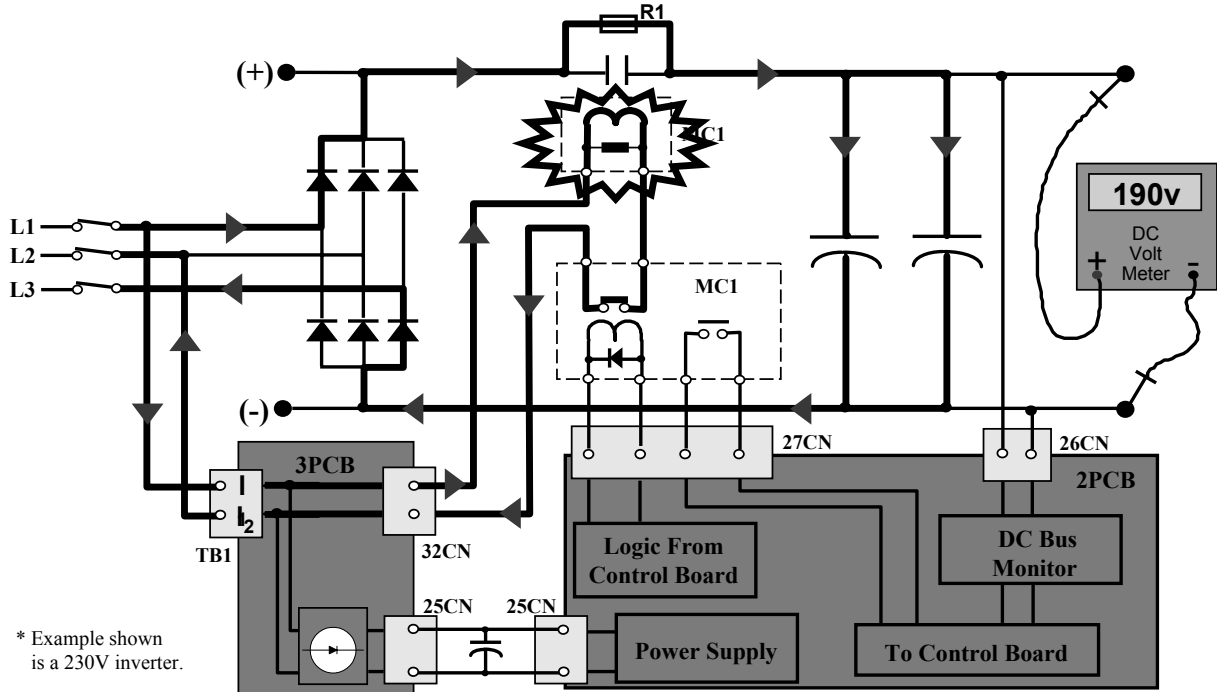 R1
(+)
MC1
190v
DC
Volt
Meter
+
-
L1
L2
L3
MC1
(-)
27CN
26CN
3PCB
2PCB
I
I2
TB1
32CN
Logic From
Control Board
DC Bus
Monitor
25CN
25CN
Power Supply
To Control Board
* Example shown
is a 230V inverter.